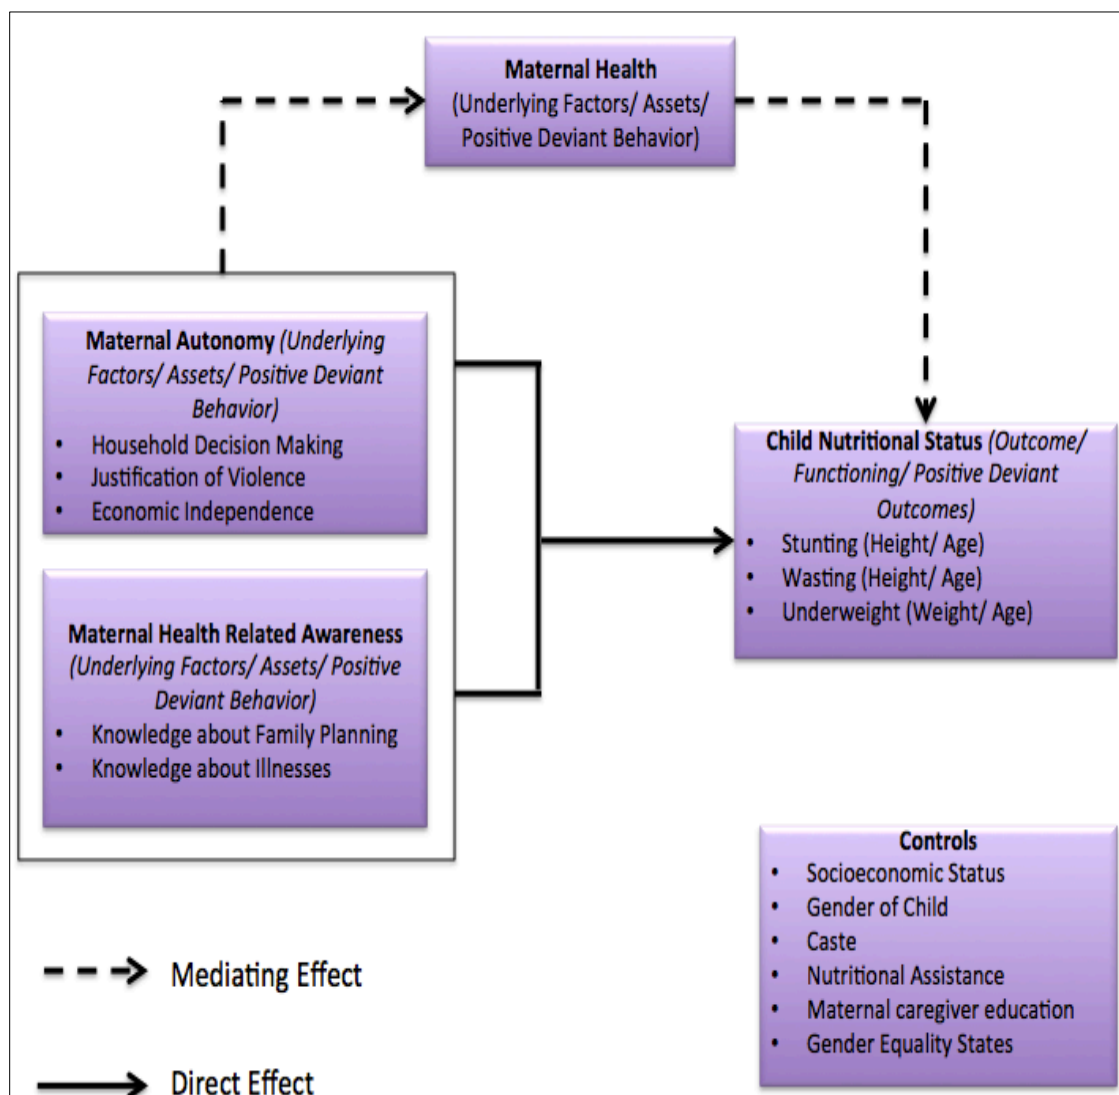 Maternal Health
(Underlying Factors/ Assets/
Positive Deviant Behavior)
Maternal Autonomy (Underlying
Factors/ Assets/ Positive Deviant
Behavior)
• Household Decision Making
• Justification of Violence
• Economic Independence
Maternal Health Related Awareness
(Underlying Factors/ Assets/ Positive
Deviant Behavior)
• Knowledge about Family Planning
• Knowledge about Illnesses
Child Nutritional Status (Outcome/
Functioning/ Positive Deviant
Outcomes)
• Stunting (Height/ Age)
• Wasting (Height/ Age)
• Underweight (Weight/ Age)
Controls
• Socioeconomic Status
• Gender of Child
• Caste
• Nutritional Assistance
• Maternal caregiver education
• Gender Equality States
Mediating Effect
Direct Effect